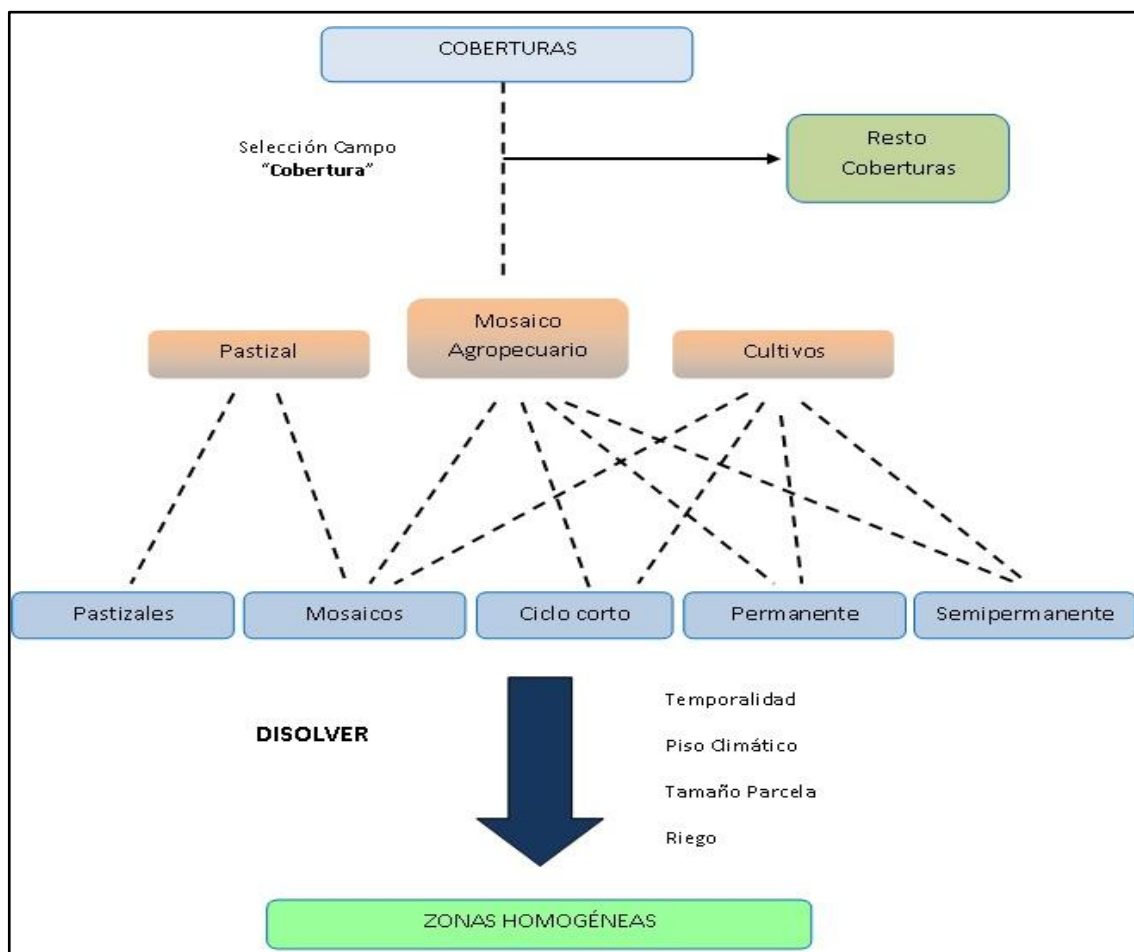 COBERTURAS
Selección Campo
“Cobertura”
Resto
Coberturas
Pastizal
Mosaico
Agropecuario
Cultivos
Pastizales
Mosaicos
Ciclo corto
Permanente
Semipermanente
DISOLVER
Temporalidad
Piso Climático
Tamaño Parcela
Riego
ZONAS HOMOGÉNEAS